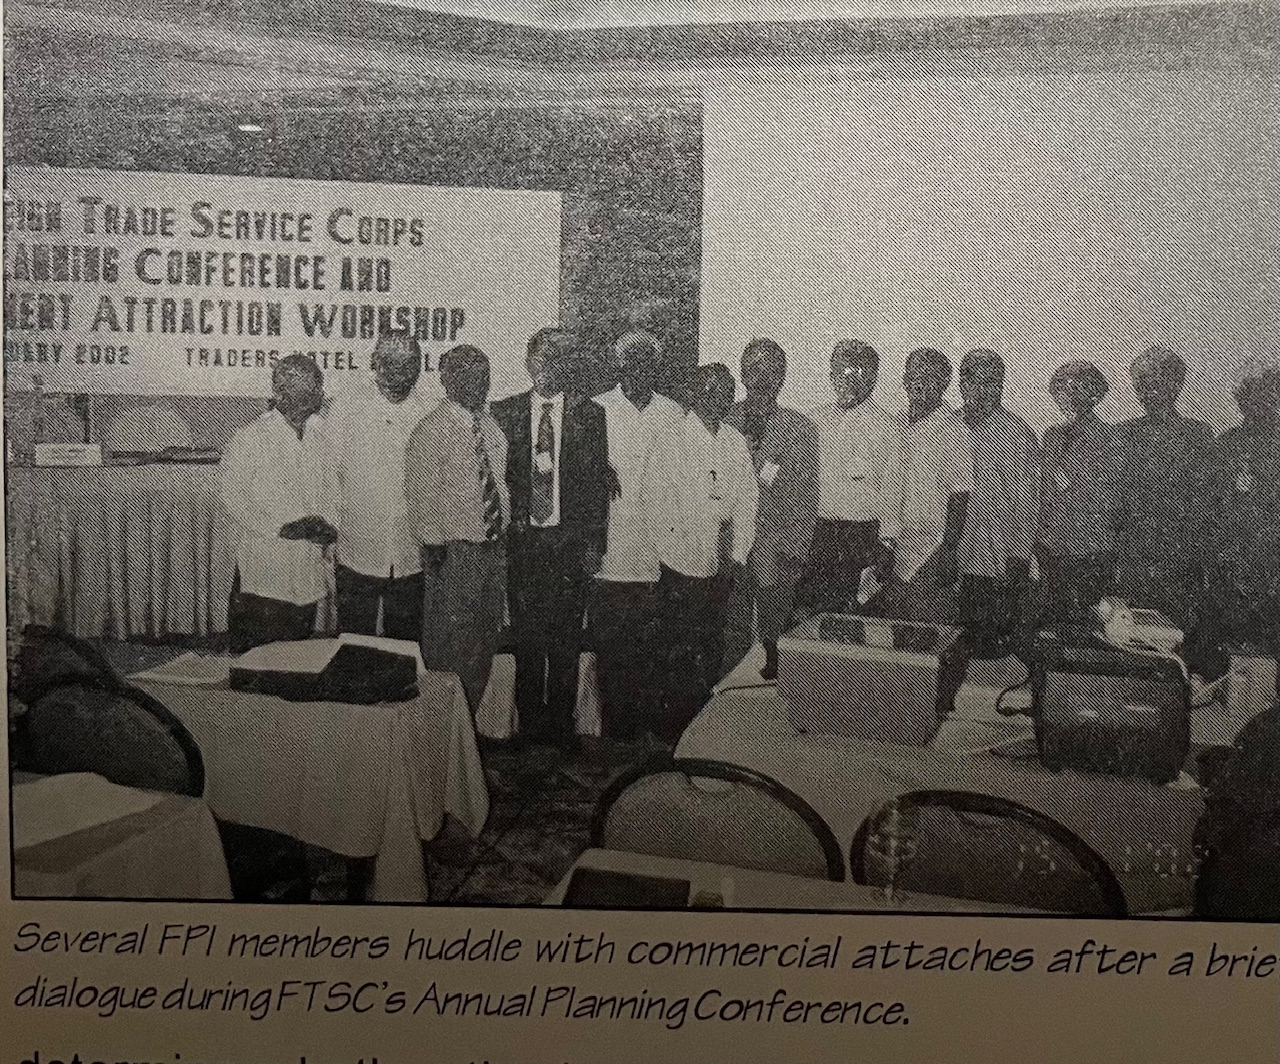 TRADE SERVICE CORPS
CONFERENCE AND
ATTRACTION WORKSHOP
2002 TRADERS
Several FPI members huddle with commercial attaches after a brie
dialogue during FTSC's Annual Planning Conference.